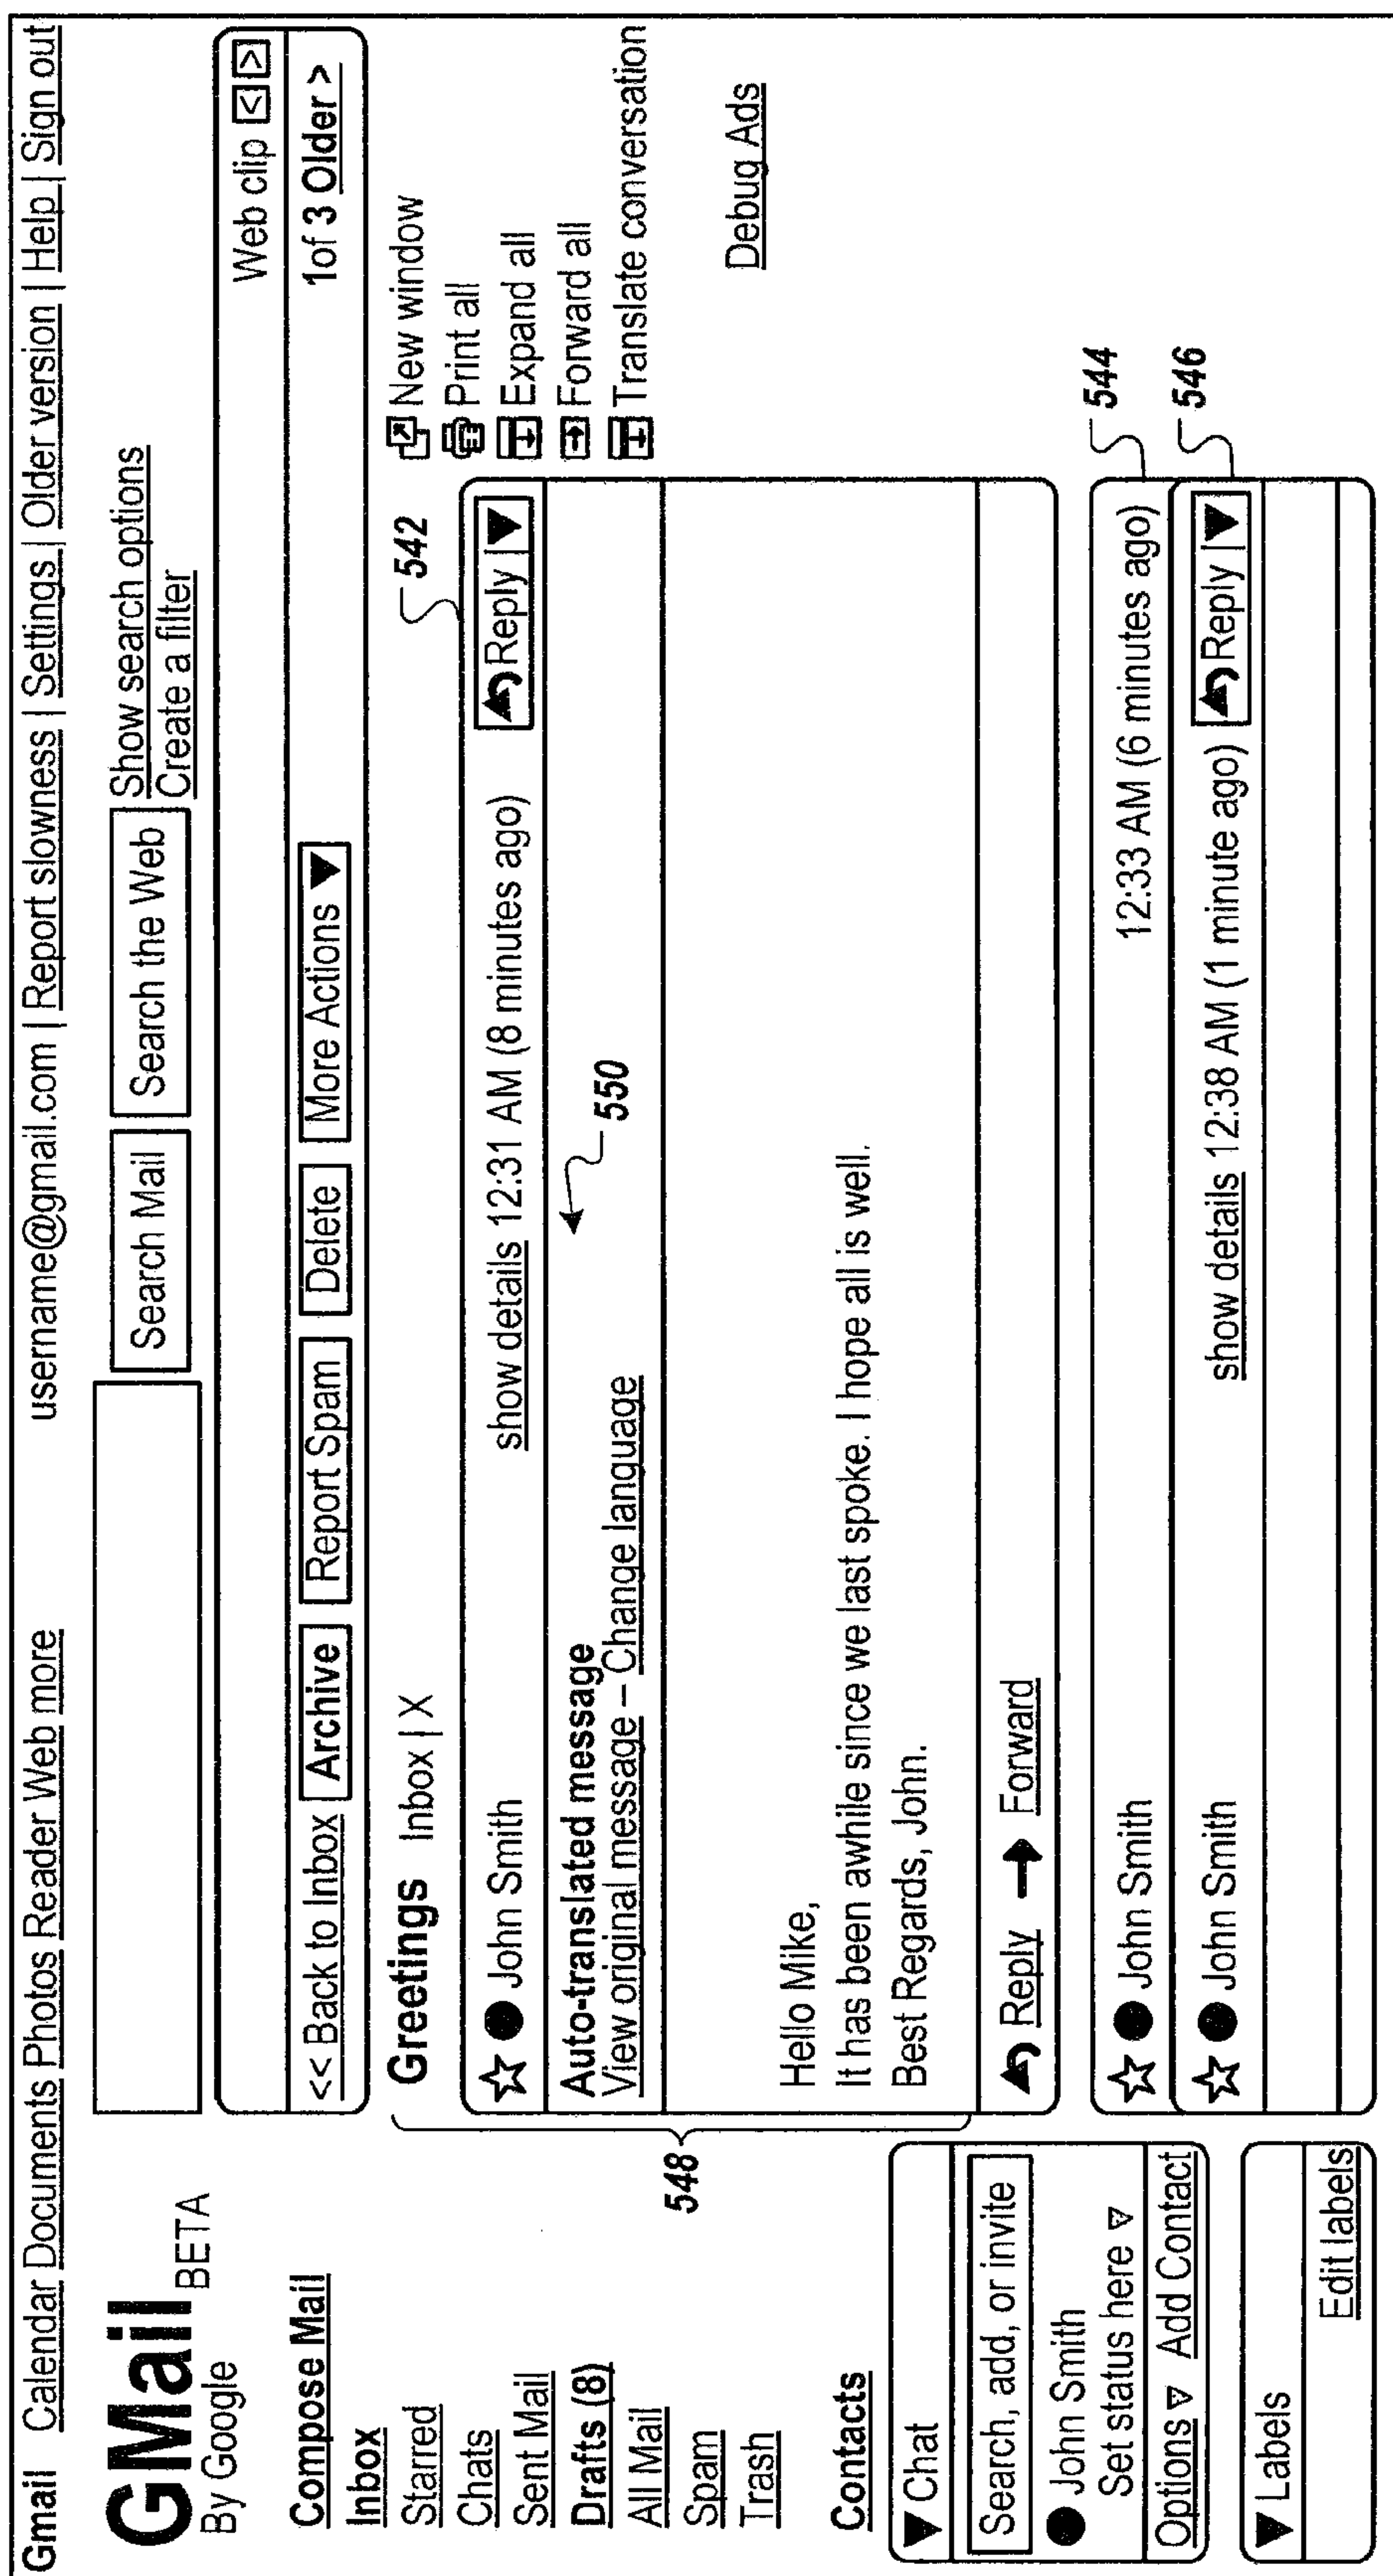 Gmail Calendar Documents Photos Reader Web more username@gmail.com | Report slowness | Settings | Older version | Help | Sign out
GMail BETA
By Google
Search Mail Search the Web Show search options
Create a filter
Web clip < >
<< Back to Inbox Archive Report Spam Delete More Actions ▼ 1of 3 Older >
Compose Mail
Inbox
Starred
Chats
Sent Mail
Drafts (8)
All Mail
Spam
Trash
Contacts
▼ Chat
Search, add, or invite
John Smith
Set status here ▿
Options ▿ Add Contact
▼ Labels
Edit labels
Greetings Inbox | X
542
John Smith show details 12:31 AM (8 minutes ago) Reply | ▼
Auto-translated message
View original message – Change language
550
548
Hello Mike,
It has been awhile since we last spoke. I hope all is well.
Best Regards, John.
Reply → Forward
John Smith 12:33 AM (6 minutes ago)
544
John Smith show details 12:38 AM (1 minute ago) Reply | ▼
546
New window
Print all
Expand all
Forward all
Translate conversation
Debug Ads